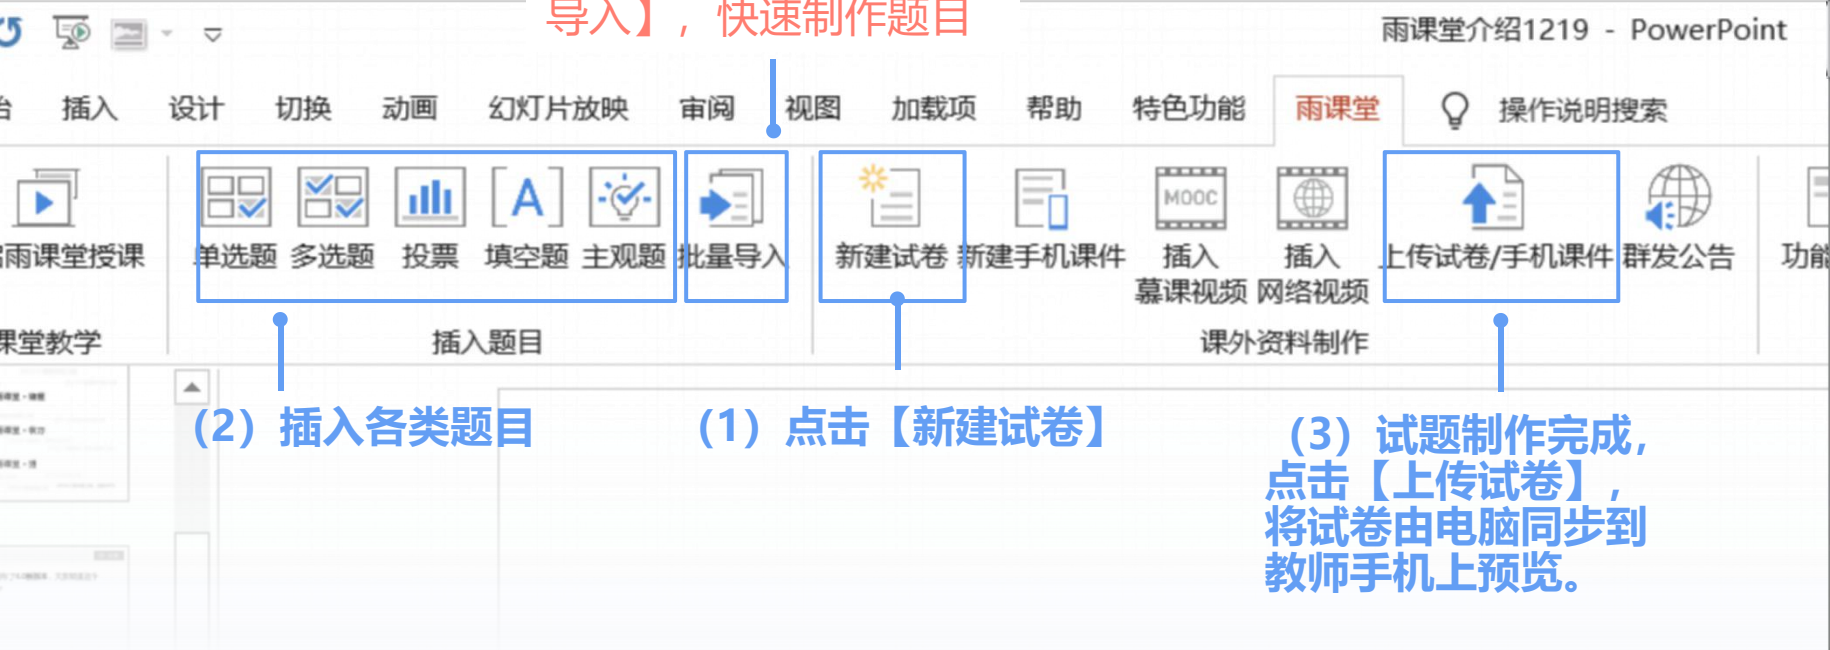 导入】，快速制作题目
雨课堂介绍1219 - PowerPoint
插入 设计 切换 动画 幻灯片放映 审阅 视图 加载项 帮助 特色功能 雨课堂 操作说明搜索
雨课堂授课 单选题 多选题 投票 填空题 主观题 批量导入 新建试卷 新建手机课件 插入 插入 上传试卷/手机课件 群发公告 功能
MOOC
A
慕课视频 网络视频
课堂教学 插入题目 课外资料制作
（2）插入各类题目
（1）点击【新建试卷】
（3）试题制作完成，
点击【上传试卷】，
将试卷由电脑同步到
教师手机上预览。